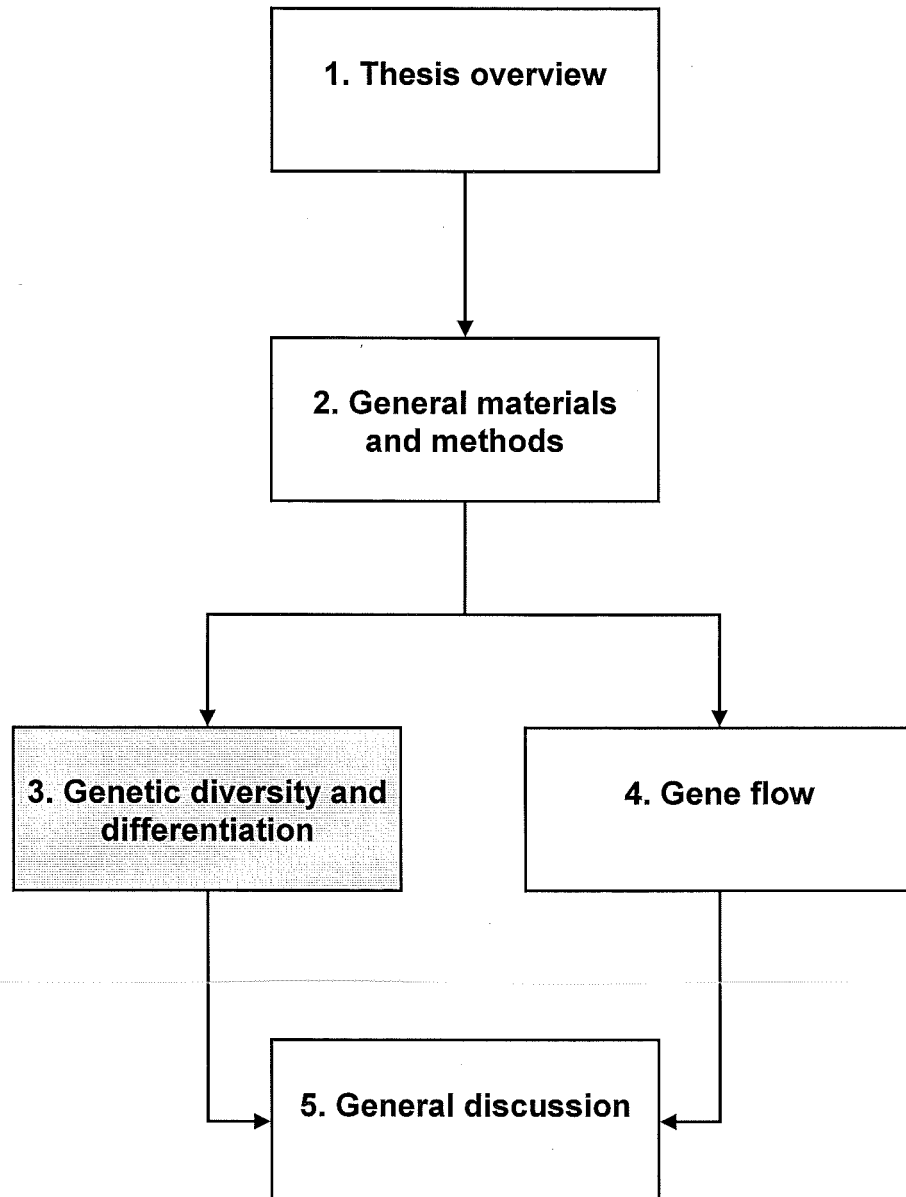 1. Thesis overview
2. General materials
and methods
3. Genetic diversity and
differentiation
4. Gene flow
5. General discussion